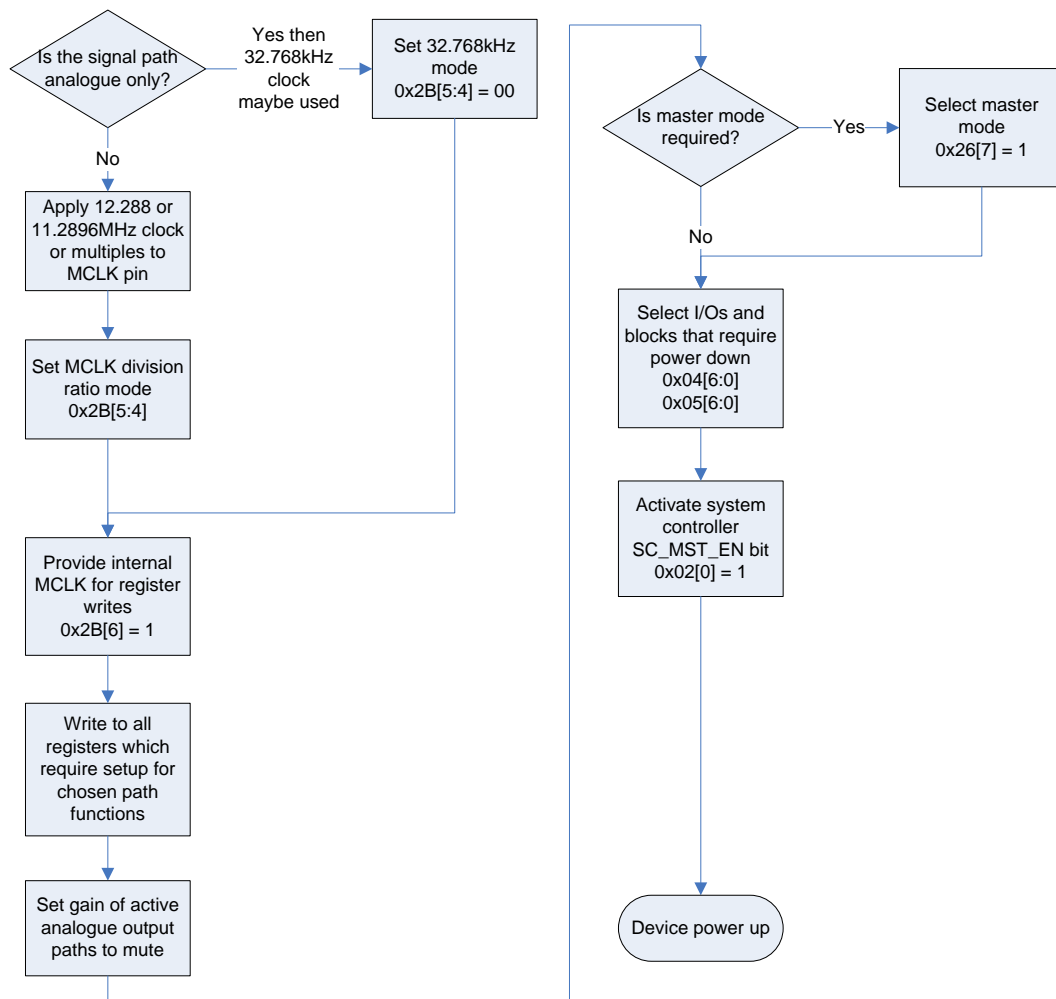 Is the signal path
analogue only?
Yes then
32.768kHz
clock
maybe used
Set 32.768kHz
mode
0x2B[5:4] = 00
No
Apply 12.288 or
11.2896MHz clock
or multiples to
MCLK pin
Set MCLK division
ratio mode
0x2B[5:4]
Provide internal
MCLK for register
writes
0x2B[6] = 1
Write to all
registers which
require setup for
chosen path
functions
Set gain of active
analogue output
paths to mute
Is master mode
required?
Yes
Select master
mode
0x26[7] = 1
No
Select I/Os and
blocks that require
power down
0x04[6:0]
0x05[6:0]
Activate system
controller
SC_MST_EN bit
0x02[0] = 1
Device power up